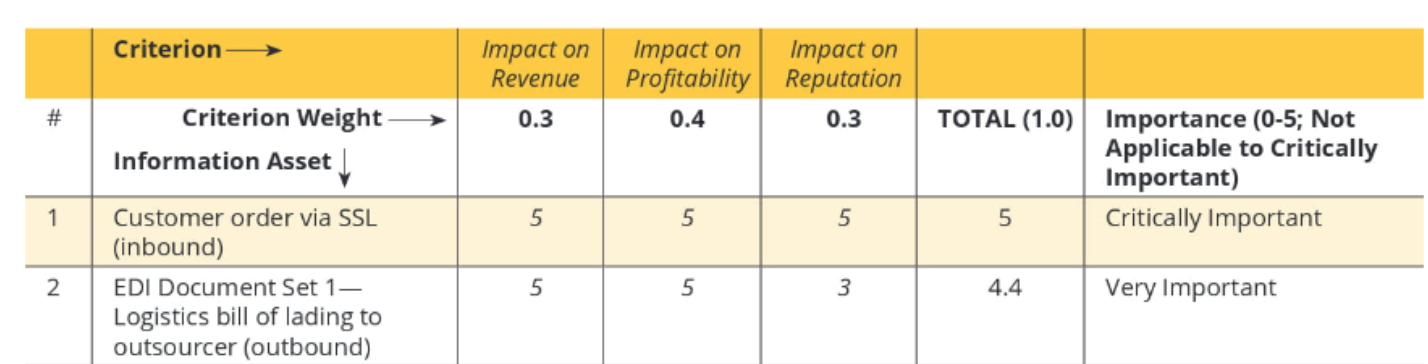 Criterion
Impact on
Revenue
Impact on
Profitability
Impact on
Reputation
#
Criterion Weight
0.3
0.4
0.3
TOTAL (1.0)
Importance (0-5; Not
Applicable to Critically
Important)
Information Asset
1
Customer order via SSL
(inbound)
5
5
5
5
Critically Important
2
EDI Document Set 1—
Logistics bill of lading to
outsourcer (outbound)
5
5
3
4.4
Very Important